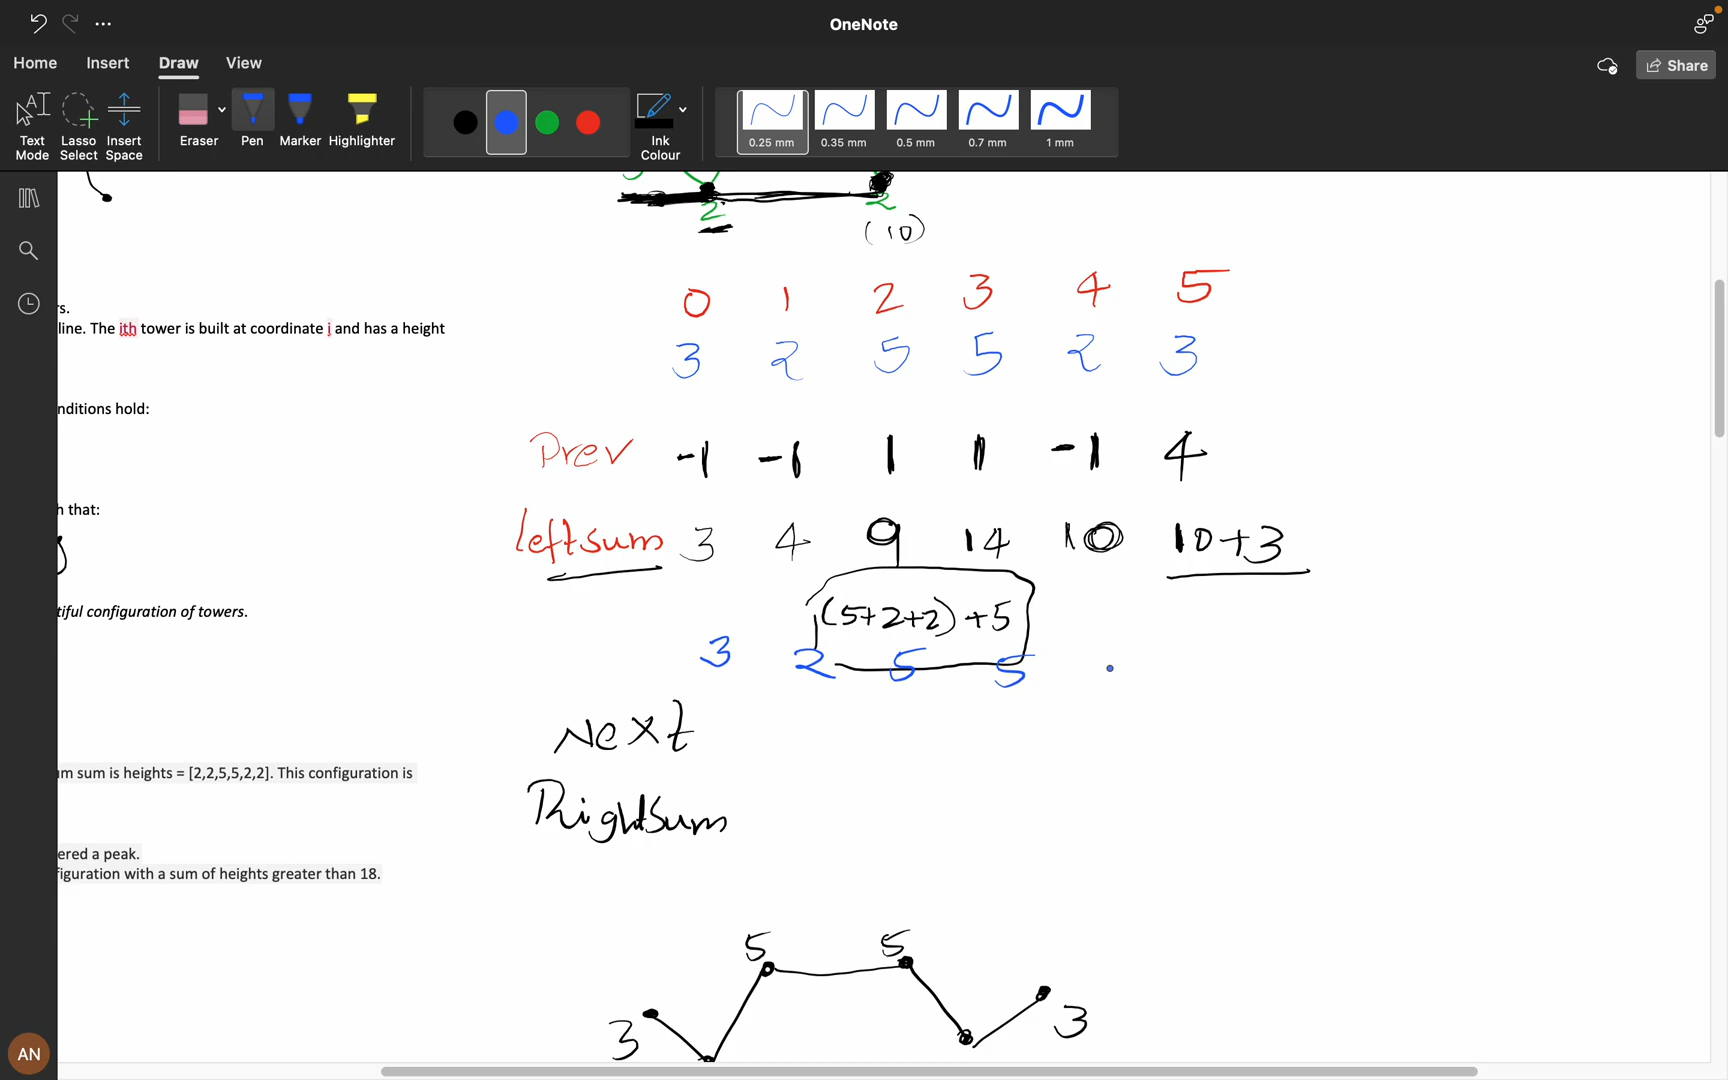 OneNote
Home Insert Draw View
Share
Text Mode
Lasso Select
Insert Space
Eraser
Pen
Marker
Highlighter
Ink Colour
0.25 mm
0.35 mm
0.5 mm
0.7 mm
1 mm
2 2
(10)
0 1 2 3 4 5
rs.
line. The ith tower is built at coordinate i and has a height
3 2 5 5 2 3
nditions hold:
Prev -1 -1 1 1 -1 4
h that:
leftsum 3 4 9 14 10 10+3
tiful configuration of towers.
(5+2+2)+5
3 2 5 5
Next
um sum is heights = [2,2,5,5,2,2]. This configuration is
RightSum
ered a peak.
figuration with a sum of heights greater than 18.
5 5
3 3
AN